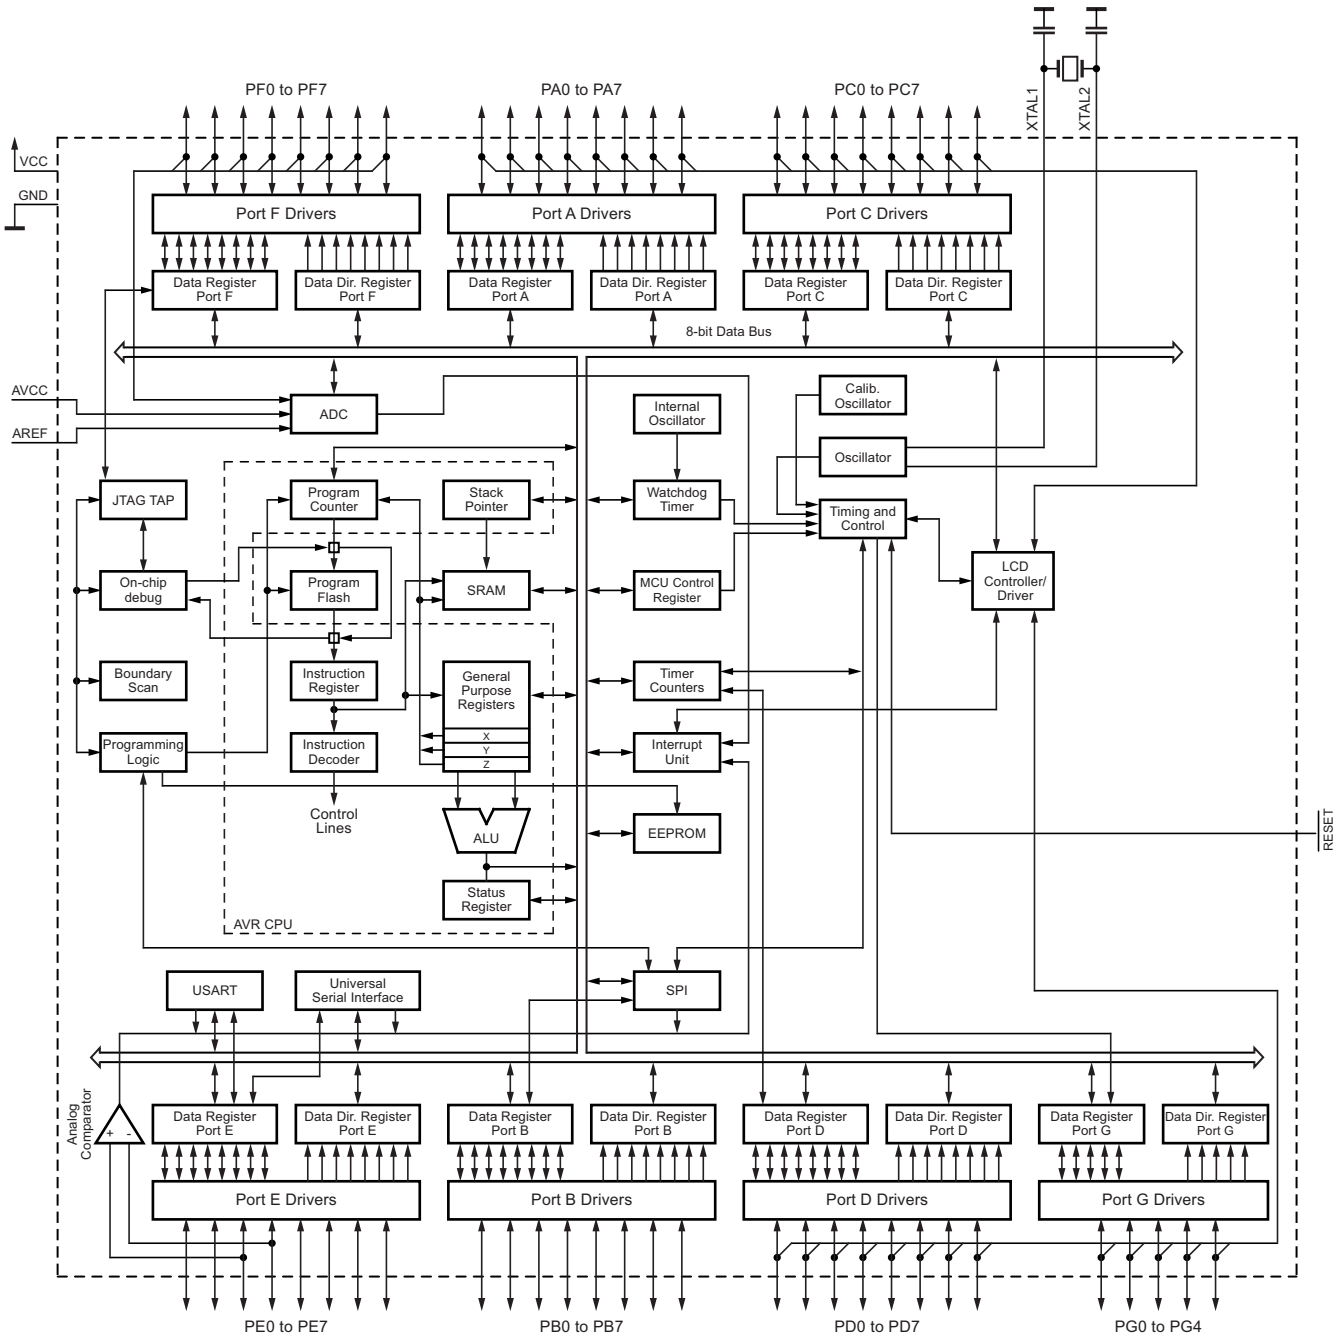 XTAL1
XTAL2
PF0 to PF7
PA0 to PA7
PC0 to PC7
VCC
GND
Port F Drivers
Port A Drivers
Port C Drivers
Data Register
Port F
Data Dir. Register
Port F
Data Register
Port A
Data Dir. Register
Port A
Data Register
Port C
Data Dir. Register
Port C
8-bit Data Bus
AVCC
AREF
ADC
Internal
Oscillator
Calib.
Oscillator
Oscillator
JTAG TAP
Program
Counter
Stack
Pointer
Watchdog
Timer
Timing and
Control
On-chip
debug
Program
Flash
SRAM
MCU Control
Register
LCD
Controller/
Driver
Boundary
Scan
Instruction
Register
General
Purpose
Registers
X
Y
Z
Timer
Counters
Programming
Logic
Instruction
Decoder
Interrupt
Unit
Control
Lines
ALU
EEPROM
RESET
Status
Register
AVR CPU
USART
Universal
Serial Interface
SPI
Analog
Comparator
+ -
Data Register
Port E
Data Dir. Register
Port E
Data Register
Port B
Data Dir. Register
Port B
Data Register
Port D
Data Dir. Register
Port D
Data Register
Port G
Data Dir. Register
Port G
Port E Drivers
Port B Drivers
Port D Drivers
Port G Drivers
PE0 to PE7
PB0 to PB7
PD0 to PD7
PG0 to PG4